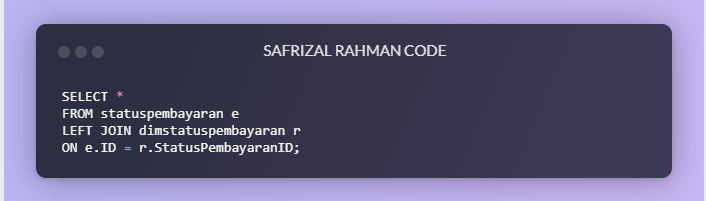 SAFRIZAL RAHMAN CODE
SELECT *
FROM statuspembayaran e
LEFT JOIN dimstatuspembayaran r
ON e.ID = r.StatusPembayaranID;